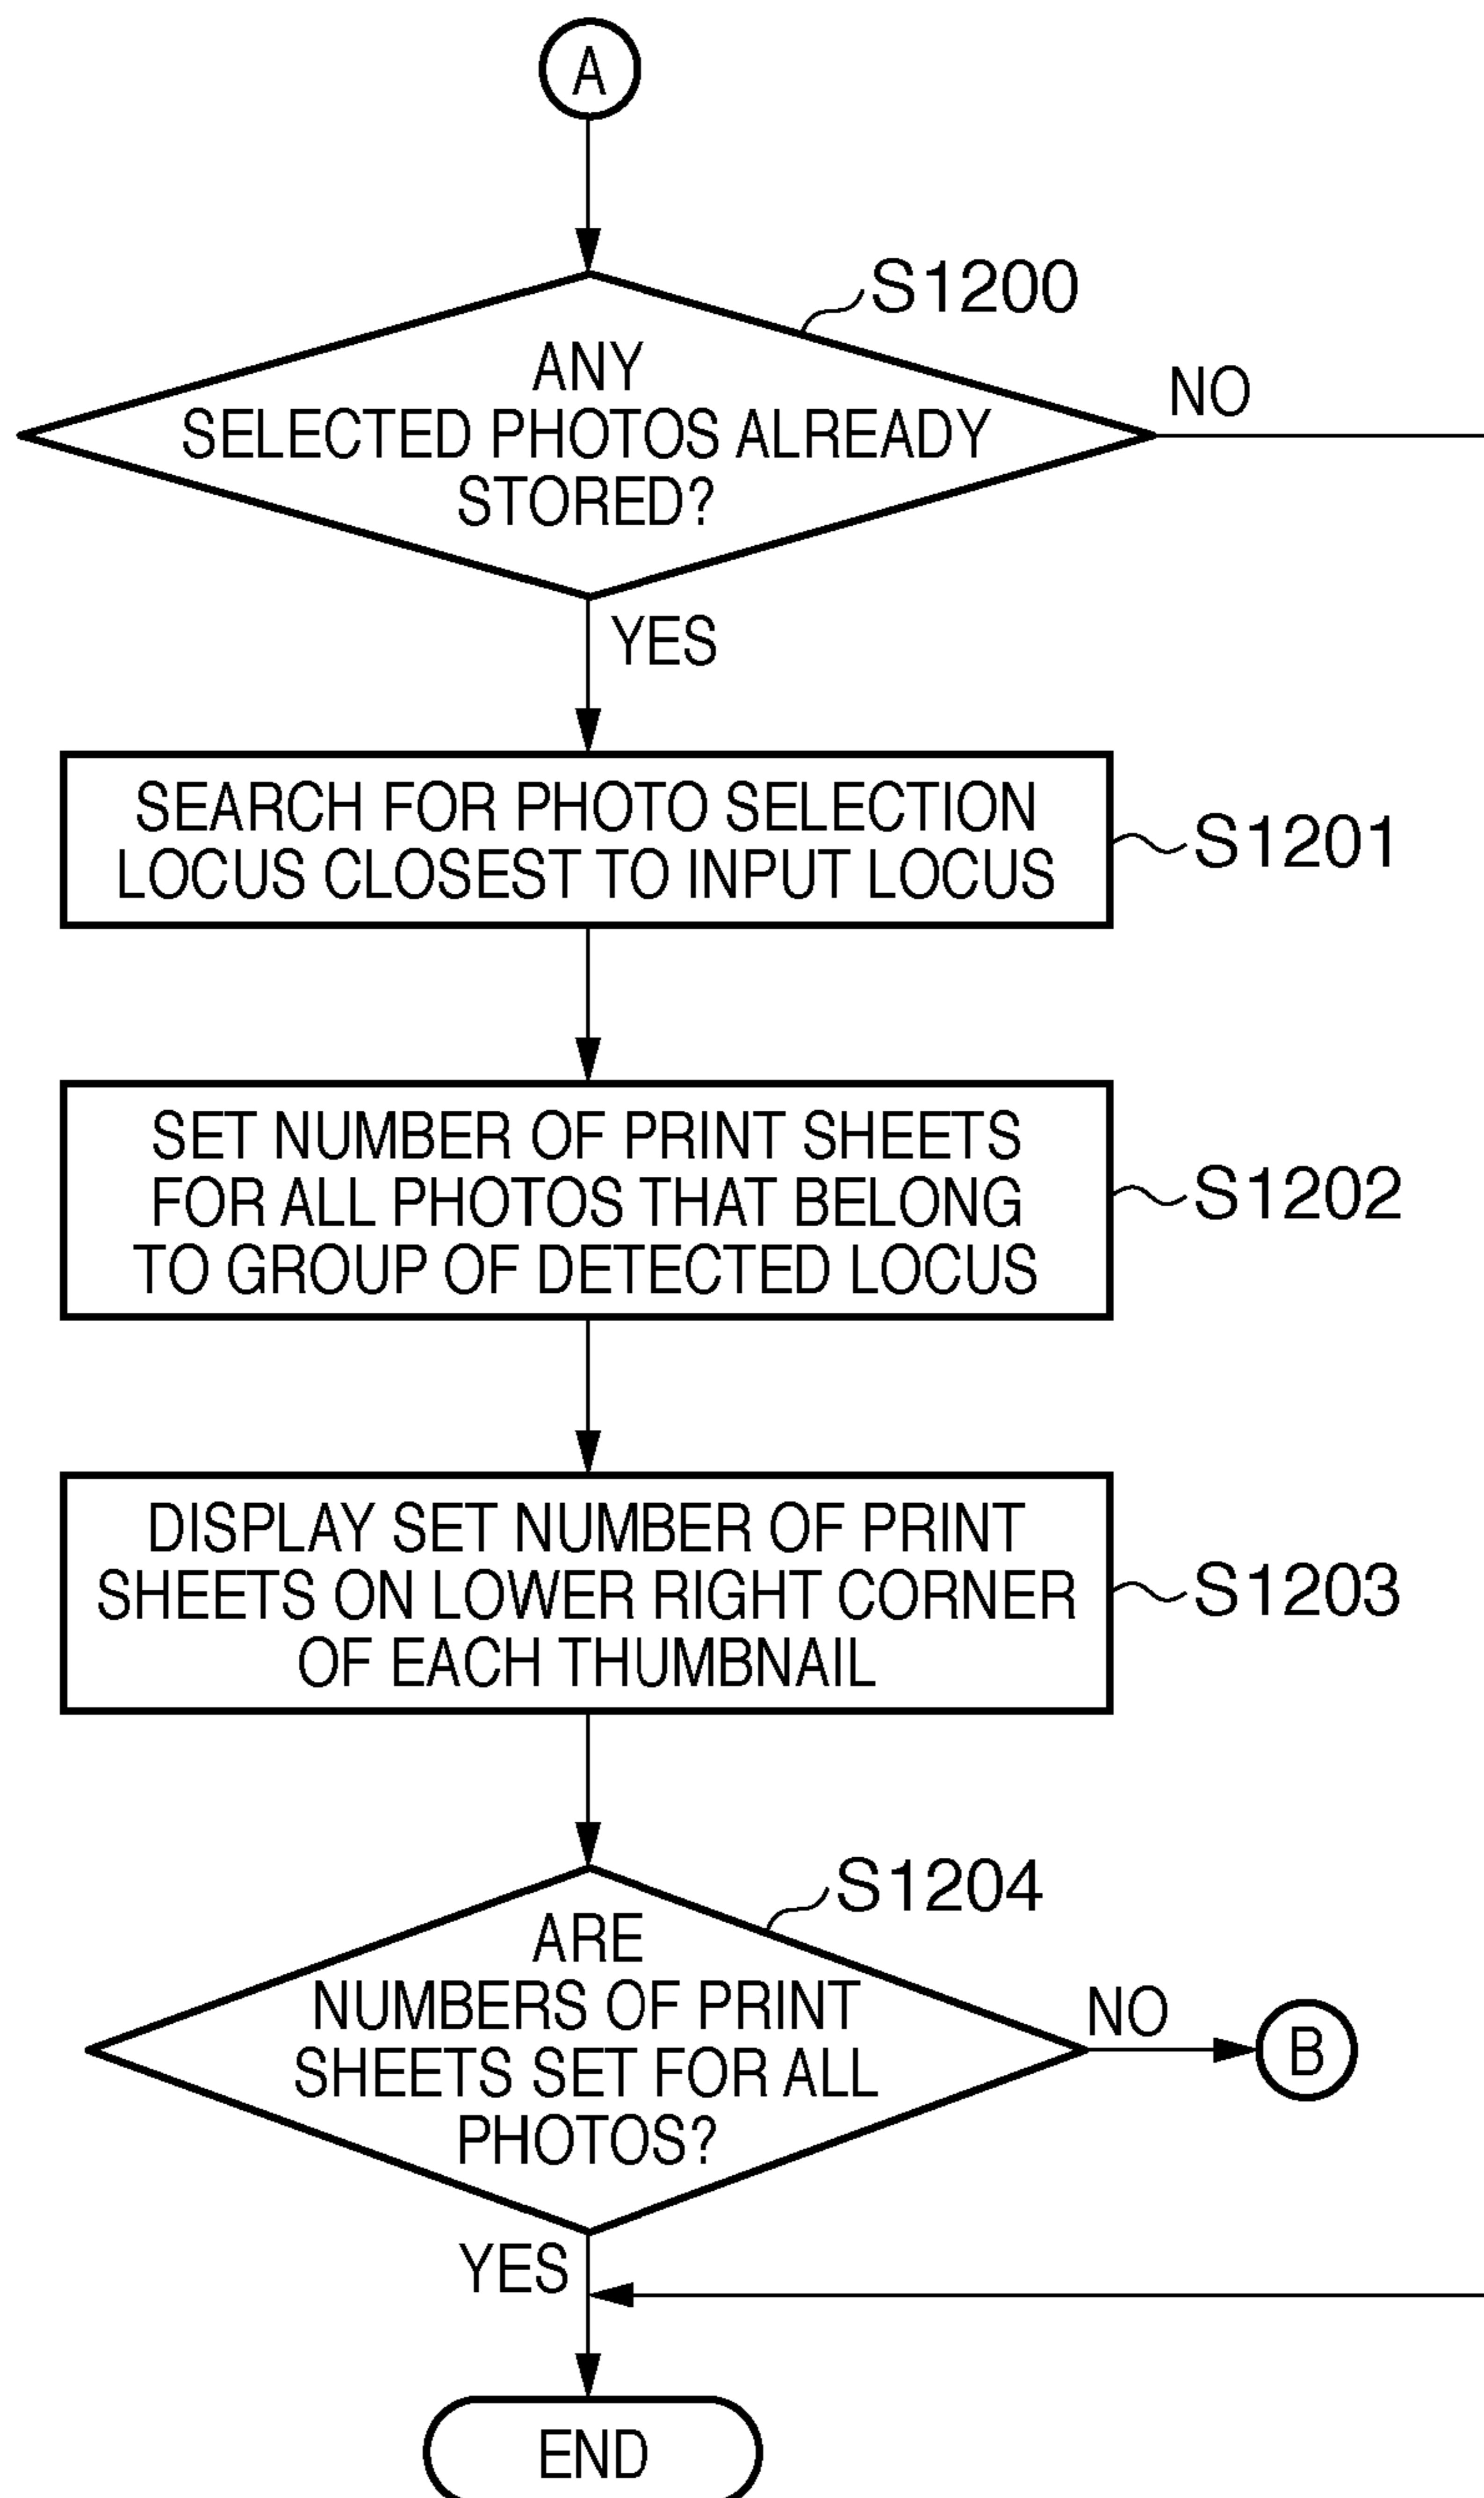 A
S1200
ANY
SELECTED PHOTOS ALREADY
STORED?
NO
YES
SEARCH FOR PHOTO SELECTION
LOCUS CLOSEST TO INPUT LOCUS
S1201
SET NUMBER OF PRINT SHEETS
FOR ALL PHOTOS THAT BELONG
TO GROUP OF DETECTED LOCUS
S1202
DISPLAY SET NUMBER OF PRINT
SHEETS ON LOWER RIGHT CORNER
OF EACH THUMBNAIL
S1203
S1204
ARE
NUMBERS OF PRINT
SHEETS SET FOR ALL
PHOTOS?
NO
B
YES
END